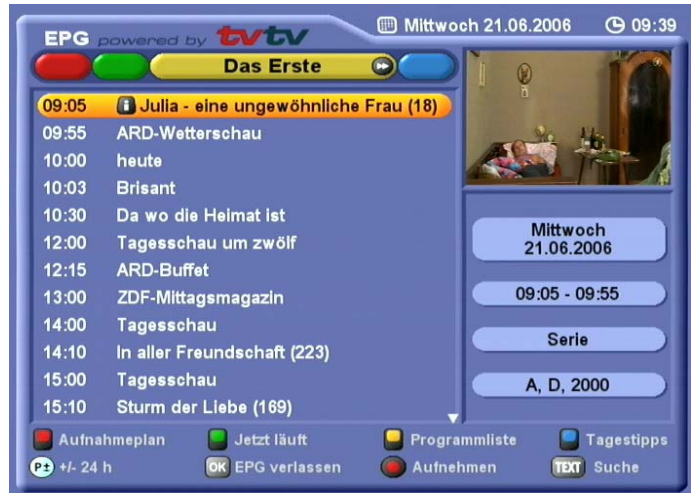 EPG powered by tvtv
Mittwoch 21.06.2006 09:39
Das Erste
09:05 i Julia - eine ungewöhnliche Frau (18)
09:55 ARD-Wetterschau
10:00 heute
10:03 Brisant
10:30 Da wo die Heimat ist
12:00 Tagesschau um zwölf
12:15 ARD-Buffet
13:00 ZDF-Mittagsmagazin
14:00 Tagesschau
14:10 In aller Freundschaft (223)
15:00 Tagesschau
15:10 Sturm der Liebe (169)
Mittwoch
21.06.2006
09:05 - 09:55
Serie
A, D, 2000
Aufnahmeplan Jetzt läuft Programmliste Tagestipps
P± +/- 24 h OK EPG verlassen Aufnehmen TEXT Suche